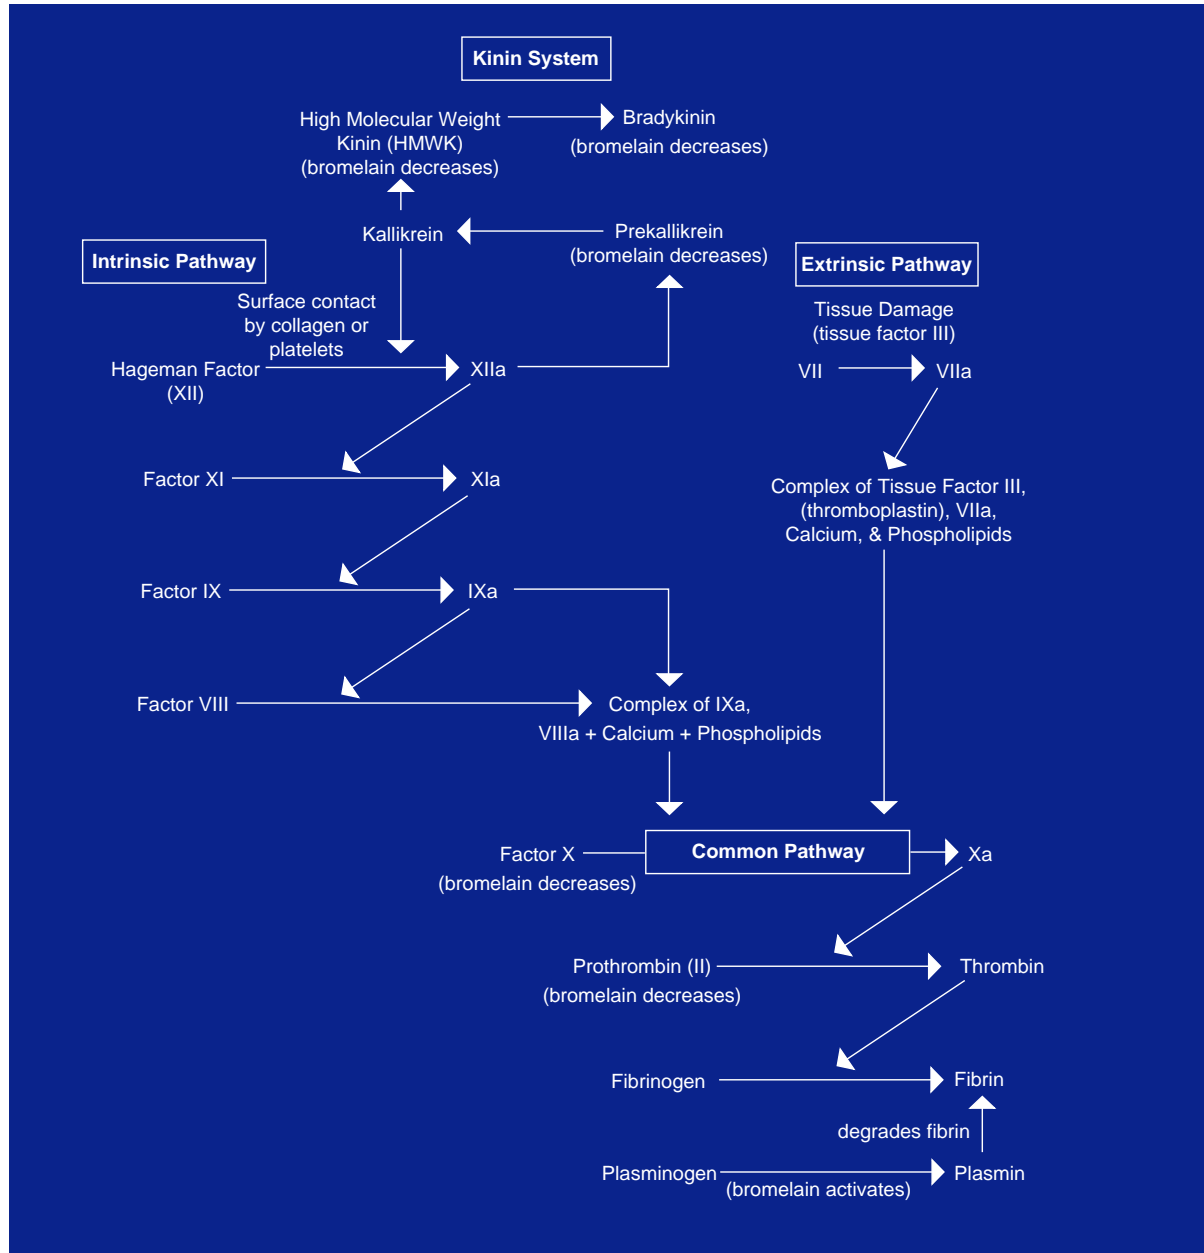 Kinin System
High Molecular Weight
Kinin (HMWK)
(bromelain decreases)
Bradykinin
(bromelain decreases)
Kallikrein
Prekallikrein
(bromelain decreases)
Intrinsic Pathway
Extrinsic Pathway
Surface contact
by collagen or
platelets
Tissue Damage
(tissue factor III)
Hageman Factor
(XII)
XIIa
VII
VIIa
Factor XI
XIa
Complex of Tissue Factor III,
(thromboplastin), VIIa,
Calcium, & Phospholipids
Factor IX
IXa
Factor VIII
Complex of IXa,
VIIIa + Calcium + Phospholipids
Factor X
(bromelain decreases)
Common Pathway
Xa
Prothrombin (II)
(bromelain decreases)
Thrombin
Fibrinogen
Fibrin
degrades fibrin
Plasminogen
(bromelain activates)
Plasmin